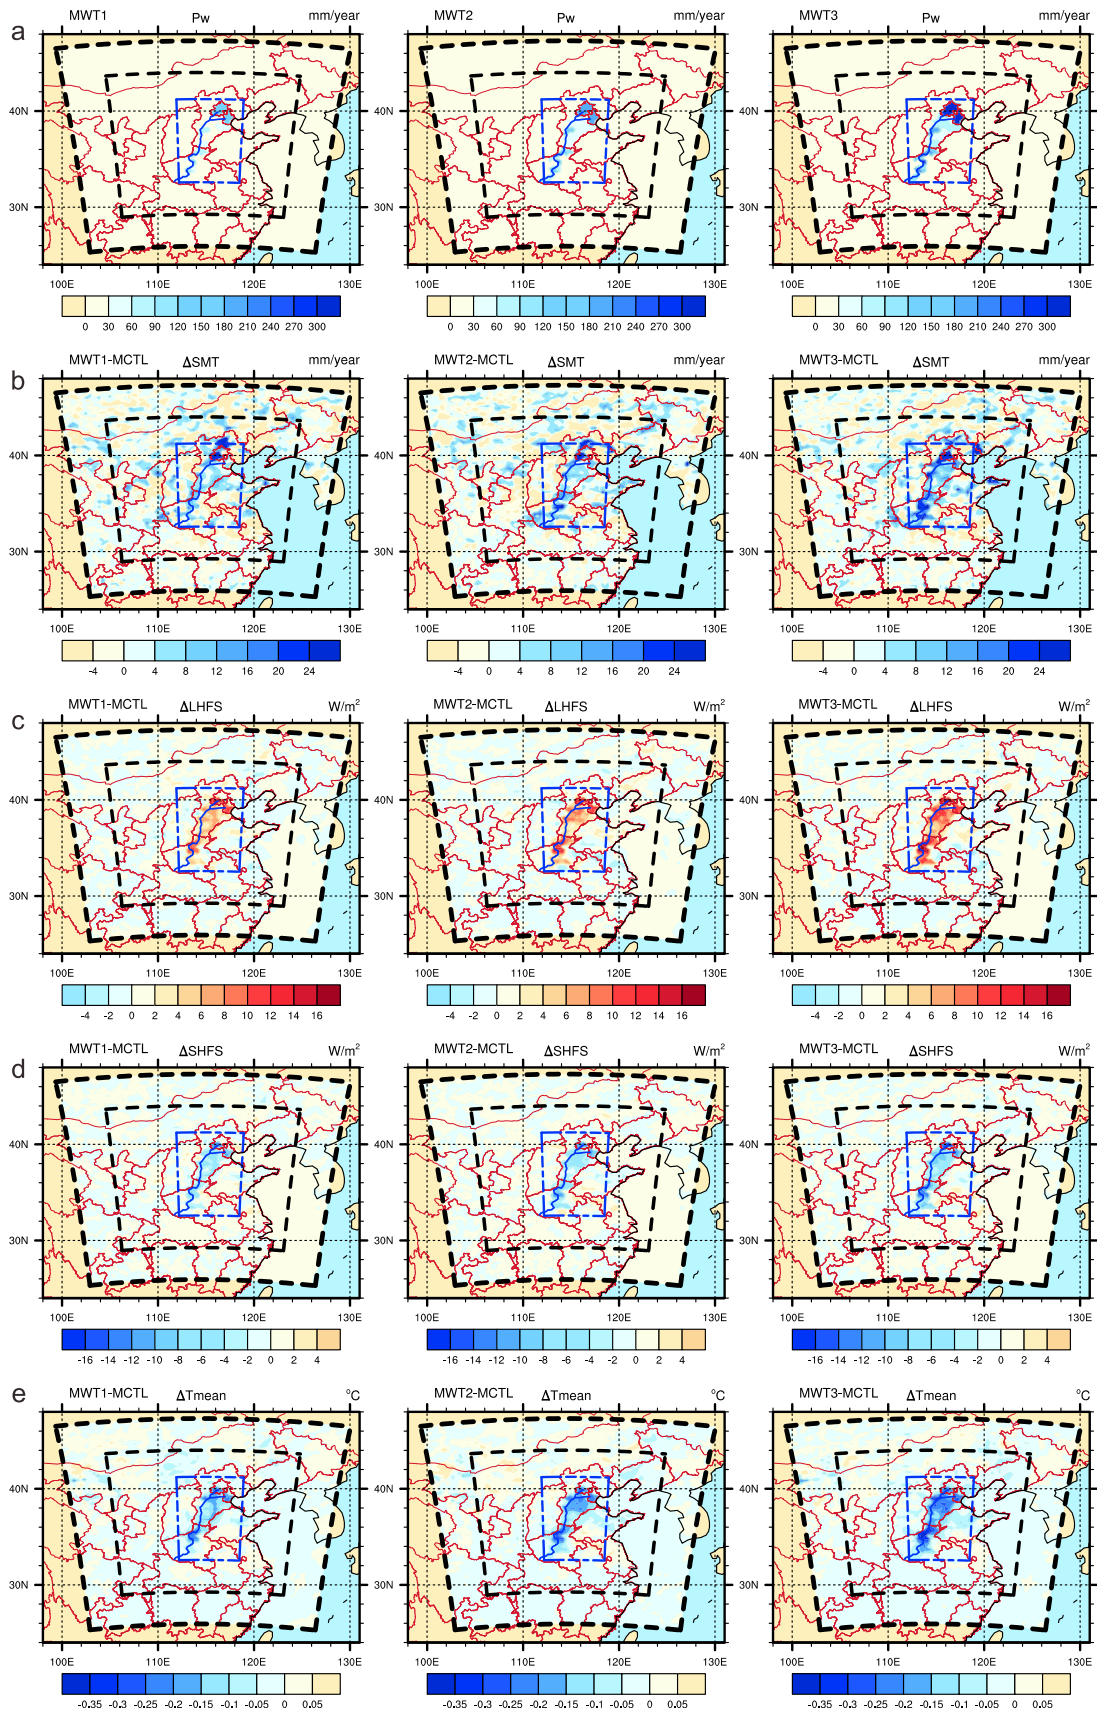 a
MWT1 Pw mm/year MWT2 Pw mm/year MWT3 Pw mm/year
40N 40N 40N
30N 30N 30N
100E 110E 120E 130E 100E 110E 120E 130E 100E 110E 120E 130E
0 30 60 90 120 150 180 210 240 270 300 0 30 60 90 120 150 180 210 240 270 300 0 30 60 90 120 150 180 210 240 270 300
b
MWT1-MCTL ΔSMT mm/year MWT2-MCTL ΔSMT mm/year MWT3-MCTL ΔSMT mm/year
40N 40N 40N
30N 30N 30N
100E 110E 120E 130E 100E 110E 120E 130E 100E 110E 120E 130E
-4 0 4 8 12 16 20 24 -4 0 4 8 12 16 20 24 -4 0 4 8 12 16 20 24
c
MWT1-MCTL ΔLHFS W/m² MWT2-MCTL ΔLHFS W/m² MWT3-MCTL ΔLHFS W/m²
40N 40N 40N
30N 30N 30N
100E 110E 120E 130E 100E 110E 120E 130E 100E 110E 120E 130E
-4 -2 0 2 4 6 8 10 12 14 16 -4 -2 0 2 4 6 8 10 12 14 16 -4 -2 0 2 4 6 8 10 12 14 16
d
MWT1-MCTL ΔSHFS W/m² MWT2-MCTL ΔSHFS W/m² MWT3-MCTL ΔSHFS W/m²
40N 40N 40N
30N 30N 30N
100E 110E 120E 130E 100E 110E 120E 130E 100E 110E 120E 130E
-16 -14 -12 -10 -8 -6 -4 -2 0 2 4 -16 -14 -12 -10 -8 -6 -4 -2 0 2 4 -16 -14 -12 -10 -8 -6 -4 -2 0 2 4
e
MWT1-MCTL ΔTmean °C MWT2-MCTL ΔTmean °C MWT3-MCTL ΔTmean °C
40N 40N 40N
30N 30N 30N
100E 110E 120E 130E 100E 110E 120E 130E 100E 110E 120E 130E
-0.35 -0.3 -0.25 -0.2 -0.15 -0.1 -0.05 0 0.05 -0.35 -0.3 -0.25 -0.2 -0.15 -0.1 -0.05 0 0.05 -0.35 -0.3 -0.25 -0.2 -0.15 -0.1 -0.05 0 0.05